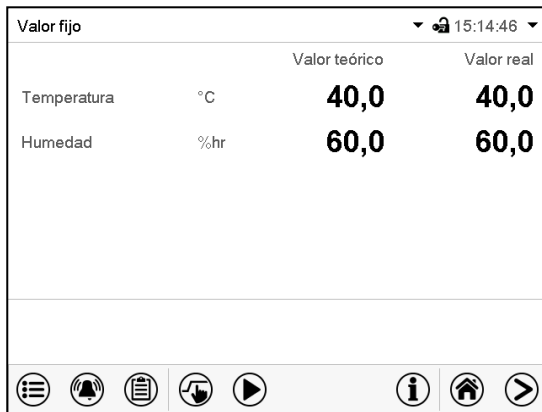 Valor fijo 15:14:46
Valor teórico Valor real
Temperatura °C 40,0 40,0
Humedad %hr 60,0 60,0